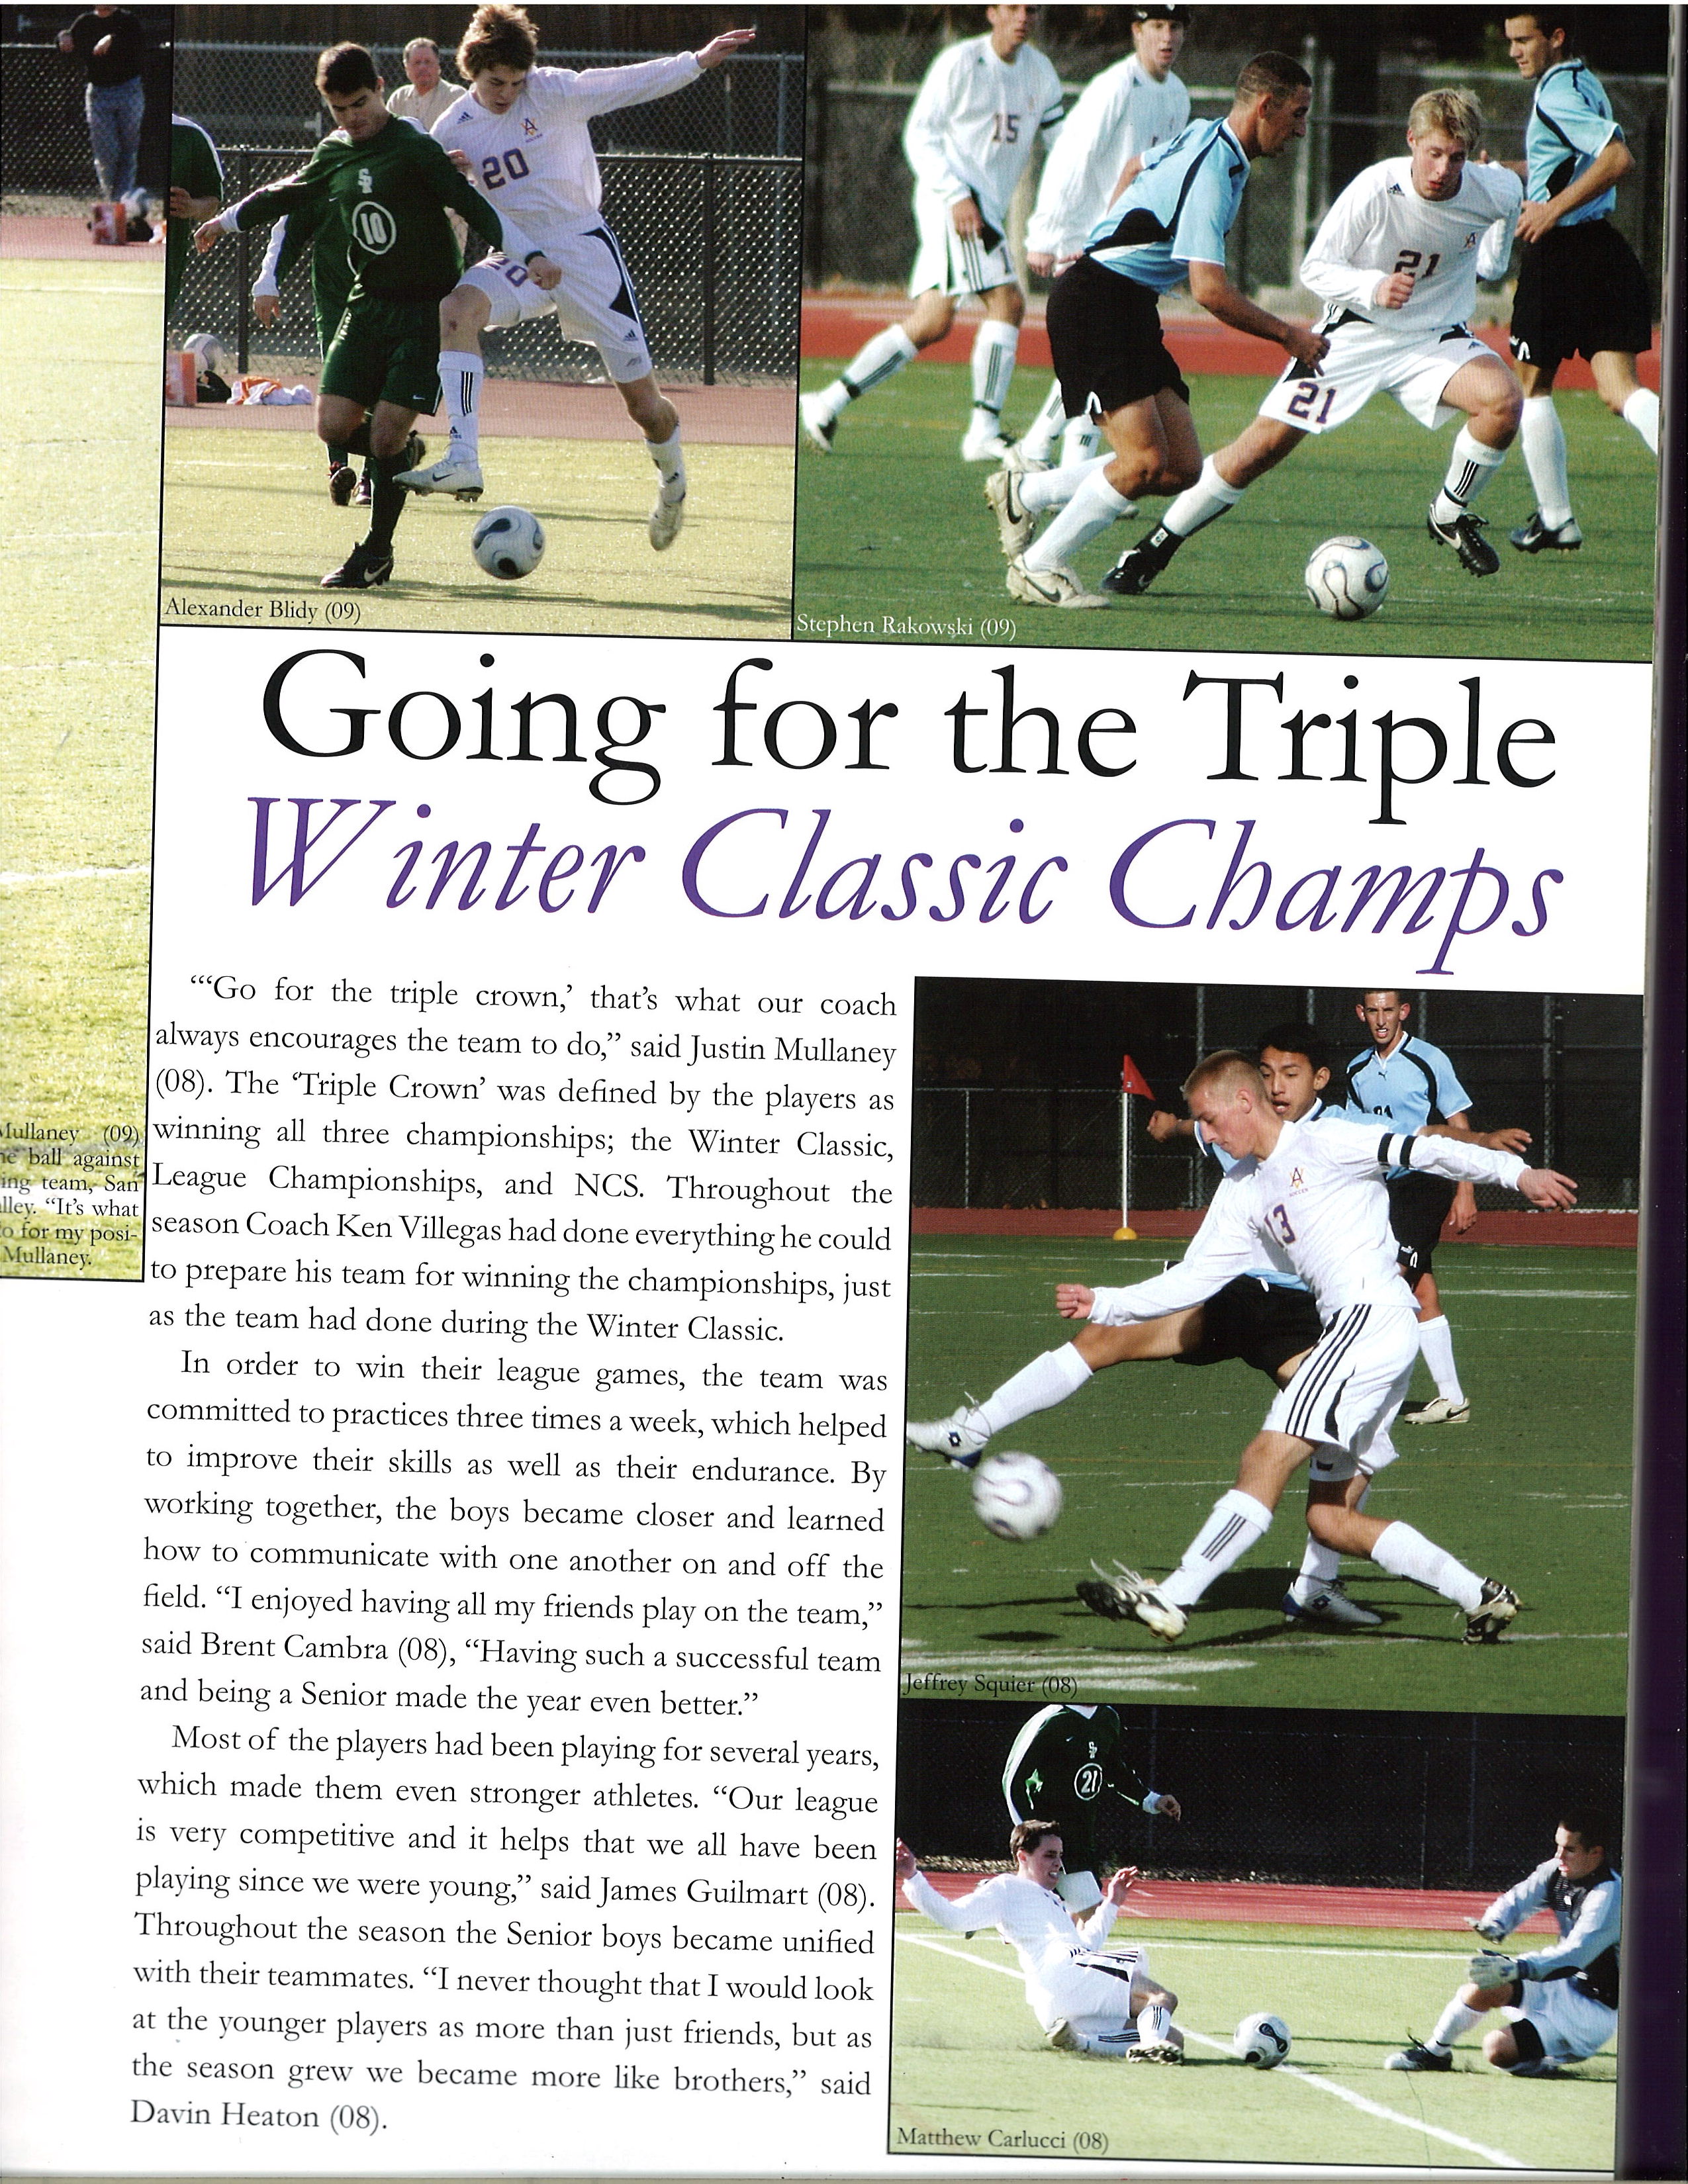 20
20
10
15
21
21
Alexander Blidy (09)
Stephen Rakowski (09)
Going for the Triple
Winter Classic Champs
Mullaney (09)
ball against
ing team, San
lley. “It’s what
o for my posi-
Mullaney.
“‘Go for the triple crown,’ that’s what our coach
always encourages the team to do,” said Justin Mullaney
(08). The ‘Triple Crown’ was defined by the players as
winning all three championships; the Winter Classic,
League Championships, and NCS. Throughout the
season Coach Ken Villegas had done everything he could
to prepare his team for winning the championships, just
as the team had done during the Winter Classic.
In order to win their league games, the team was
committed to practices three times a week, which helped
to improve their skills as well as their endurance. By
working together, the boys became closer and learned
how to communicate with one another on and off the
field. “I enjoyed having all my friends play on the team,”
said Brent Cambra (08), “Having such a successful team
and being a Senior made the year even better.”
Most of the players had been playing for several years,
which made them even stronger athletes. “Our league
is very competitive and it helps that we all have been
playing since we were young,” said James Guilmart (08).
Throughout the season the Senior boys became unified
with their teammates. “I never thought that I would look
at the younger players as more than just friends, but as
the season grew we became more like brothers,” said
Davin Heaton (08).
13
Jeffrey Squier (08)
21
Matthew Carlucci (08)